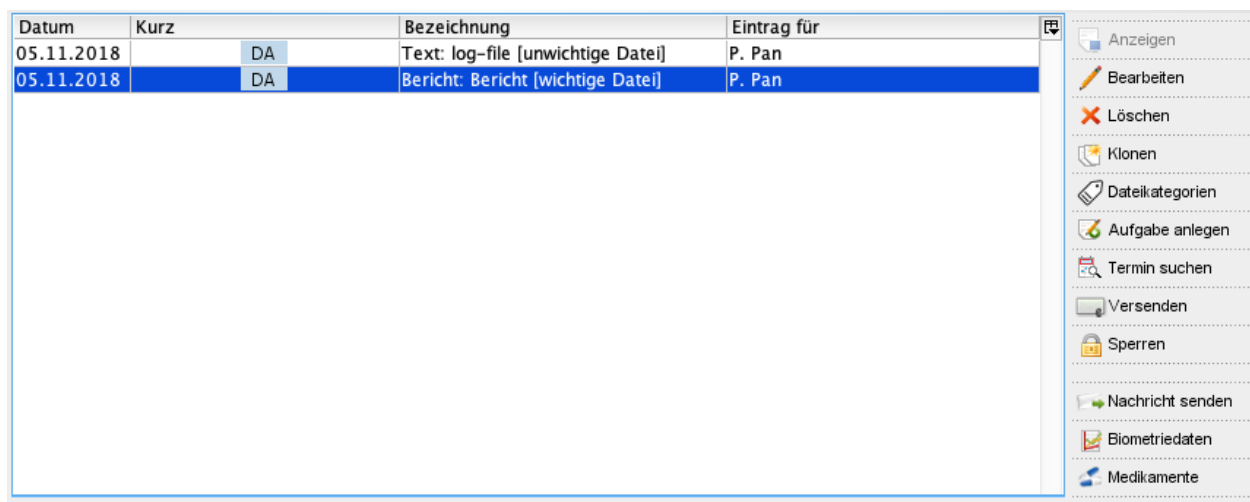 Datum Kurz Bezeichnung Eintrag für
05.11.2018 DA Text: log-file [unwichtige Datei] P. Pan
05.11.2018 DA Bericht: Bericht [wichtige Datei] P. Pan
Anzeigen
Bearbeiten
Löschen
Klonen
Dateikategorien
Aufgabe anlegen
Termin suchen
Versenden
Sperren
Nachricht senden
Biometriedaten
Medikamente